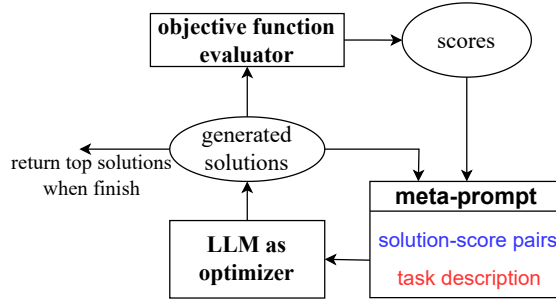 objective function
evaluator
scores
generated
solutions
return top solutions
when finish
meta-prompt
solution-score pairs
task description
LLM as
optimizer